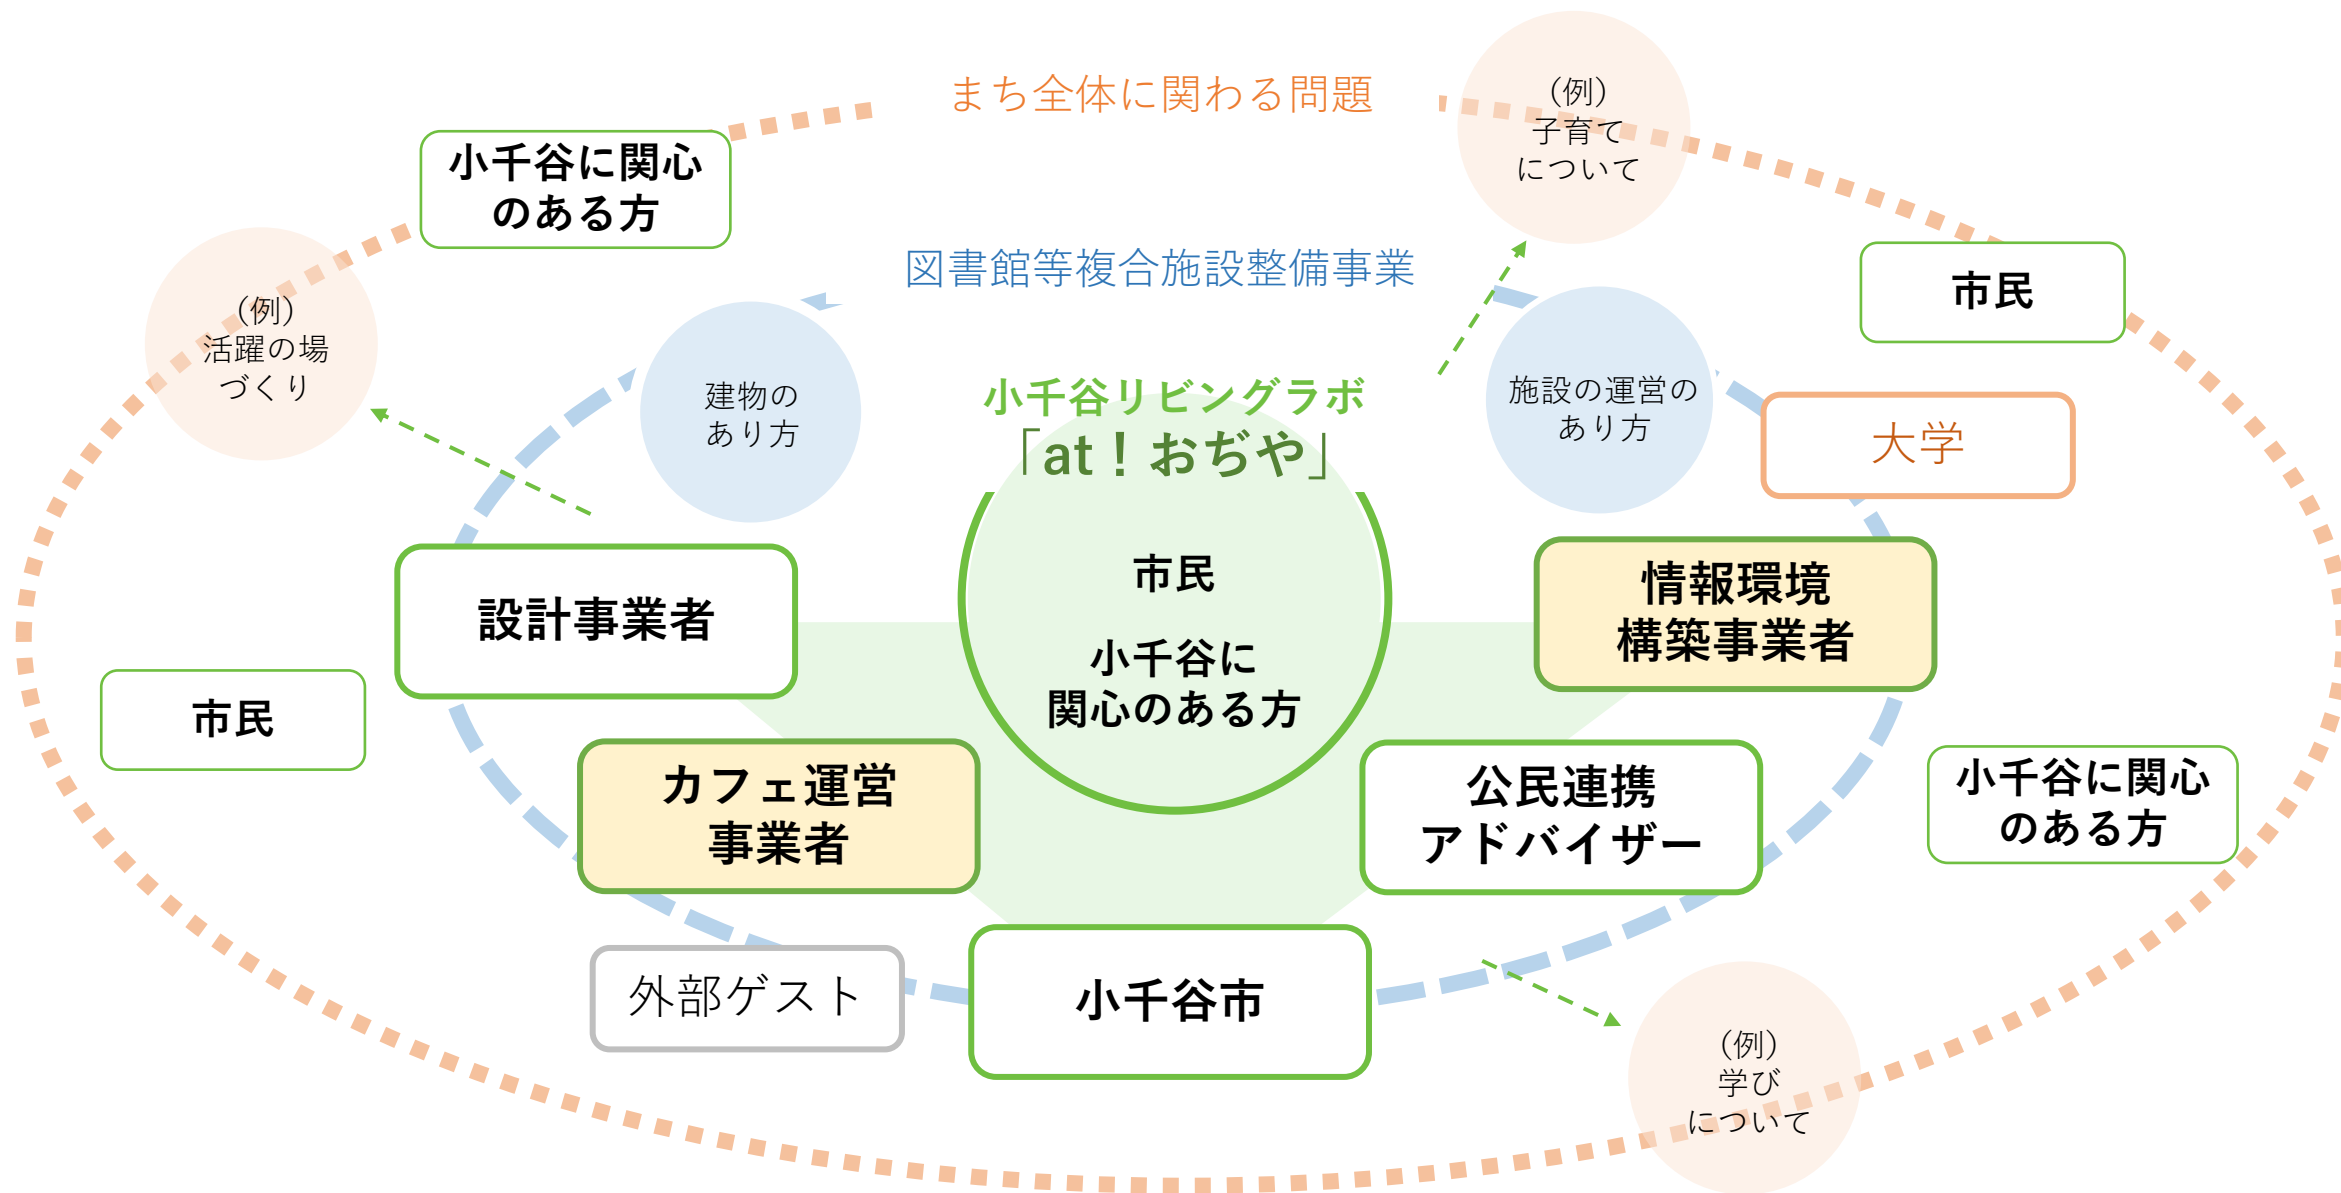 まち全体に関わる問題
(例)
子育て
について
小千谷に関心
のある方
図書館等複合施設整備事業
市民
(例)
活躍の場
づくり
建物の
あり方
小千谷リビングラボ
「at！おぢや」
施設の運営の
あり方
大学
市民
小千谷に
関心のある方
設計事業者
情報環境
構築事業者
市民
カフェ運営
事業者
公民連携
アドバイザー
小千谷に関心
のある方
外部ゲスト
小千谷市
(例)
学び
について